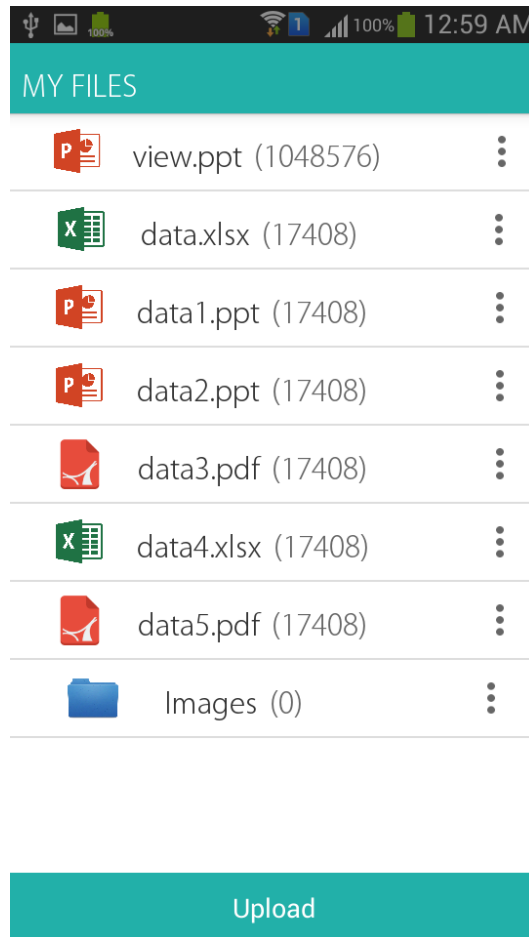 100% 1 100% 12:59 AM
MY FILES
P view.ppt (1048576)
X data.xlsx (17408)
P data1.ppt (17408)
P data2.ppt (17408)
data3.pdf (17408)
X data4.xlsx (17408)
data5.pdf (17408)
Images (0)
Upload